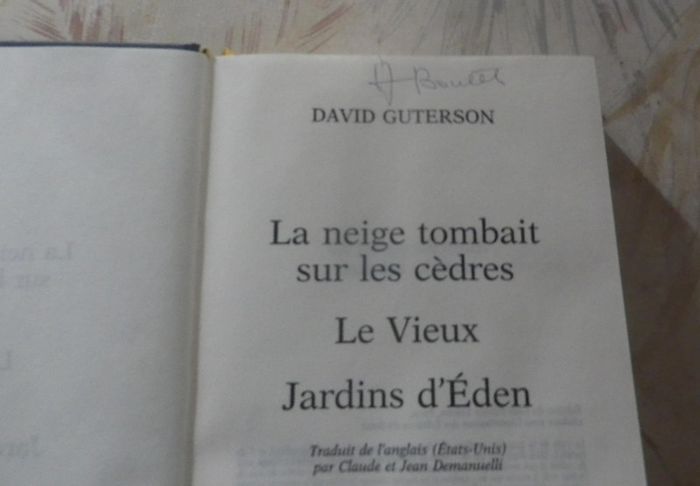 DAVID GUTERSON
La neige tombait
sur les cèdres
Le Vieux
Jardins d'Éden
Traduit de l'anglais (États-Unis)
par Claude et Jean Demanuelli